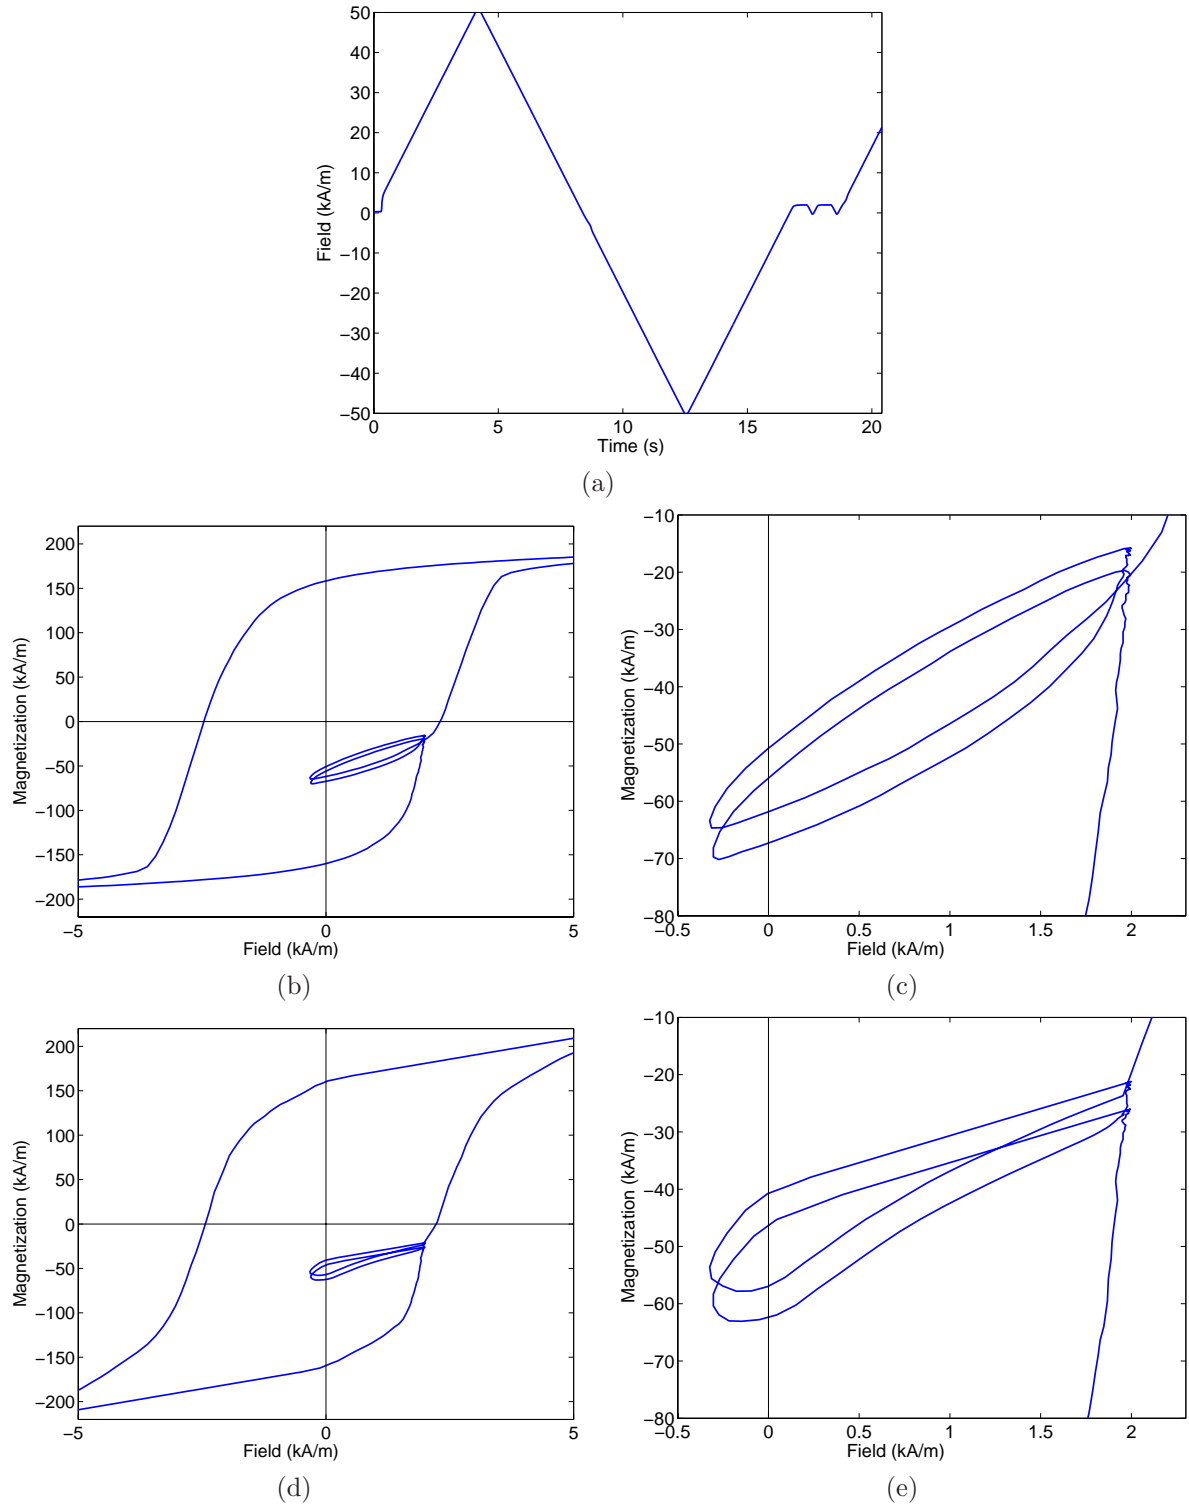 50
40
30
20
10
0
−10
−20
−30
−40
−50
Field (kA/m)
0 5 10 15 20
Time (s)
(a)
200
150
100
50
0
−50
−100
−150
−200
Magnetization (kA/m)
−5 0 5
Field (kA/m)
(b)
−10
−20
−30
−40
−50
−60
−70
−80
Magnetization (kA/m)
−0.5 0 0.5 1 1.5 2
Field (kA/m)
(c)
200
150
100
50
0
−50
−100
−150
−200
Magnetization (kA/m)
−5 0 5
Field (kA/m)
(d)
−10
−20
−30
−40
−50
−60
−70
−80
Magnetization (kA/m)
−0.5 0 0.5 1 1.5 2
Field (kA/m)
(e)